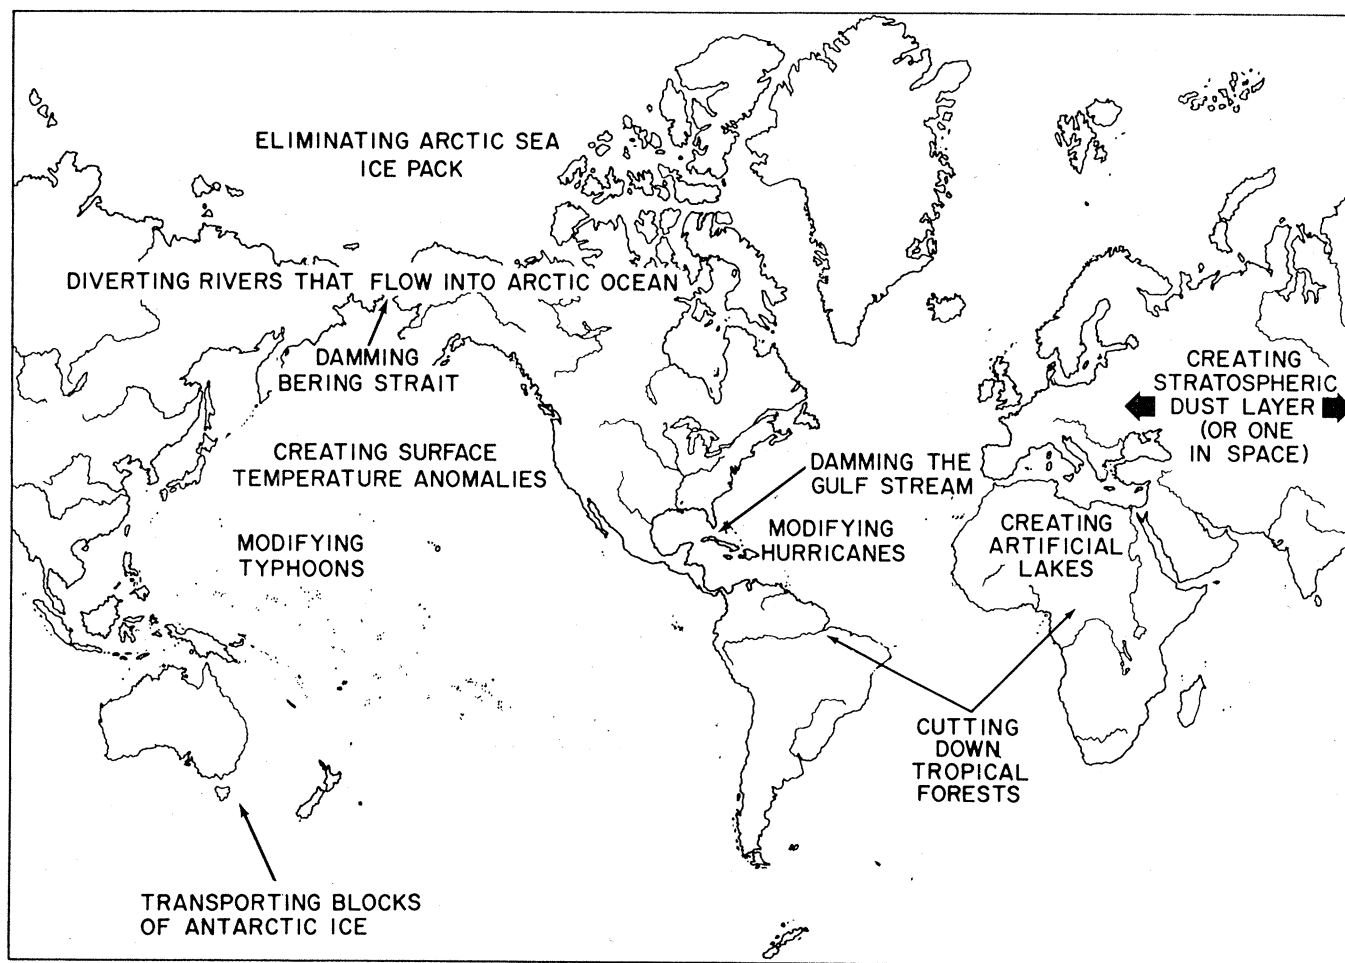 ELIMINATING ARCTIC SEA
ICE PACK
DIVERTING RIVERS THAT FLOW INTO ARCTIC OCEAN
DAMMING
BERING STRAIT
CREATING SURFACE
TEMPERATURE ANOMALIES
MODIFYING
TYPHOONS
DAMMING THE
GULF STREAM
MODIFYING
HURRICANES
CREATING
STRATOSPHERIC
DUST LAYER
(OR ONE
IN SPACE)
CREATING
ARTIFICIAL
LAKES
CUTTING
DOWN
TROPICAL
FORESTS
TRANSPORTING BLOCKS
OF ANTARCTIC ICE